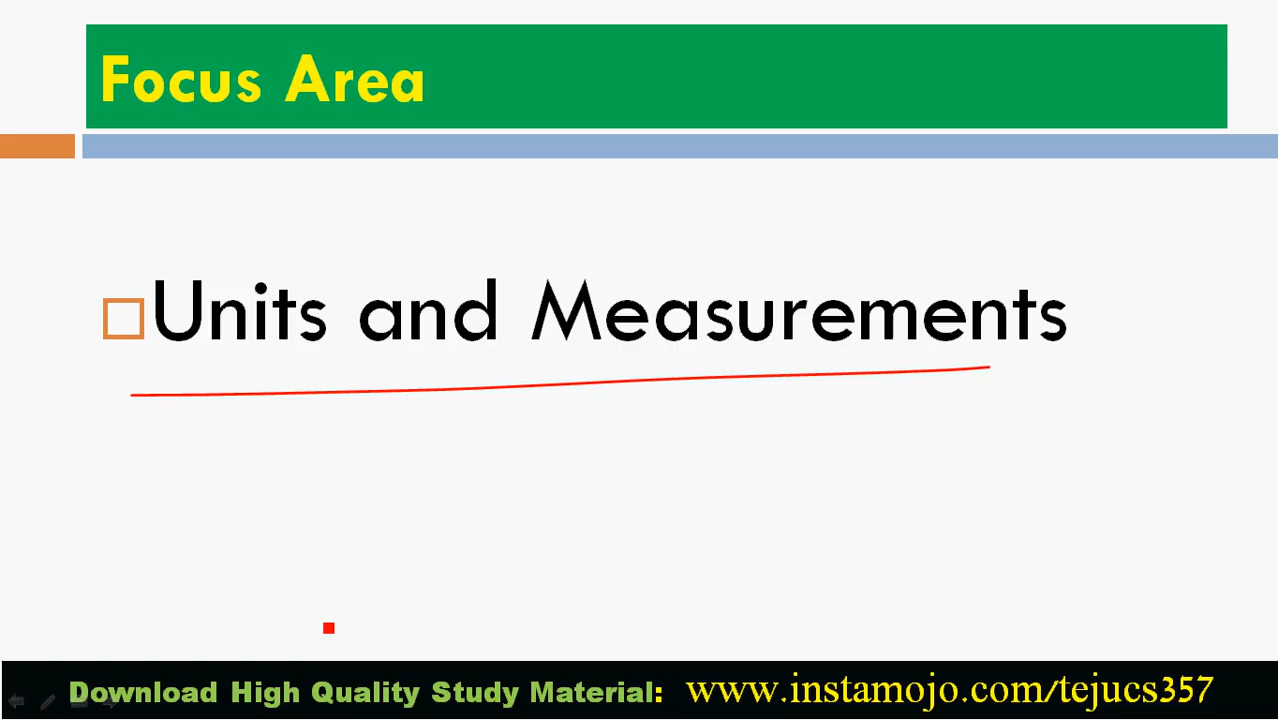 Focus Area
Units and Measurements
Download High Quality Study Material: www.instamojo.com/tejucs357